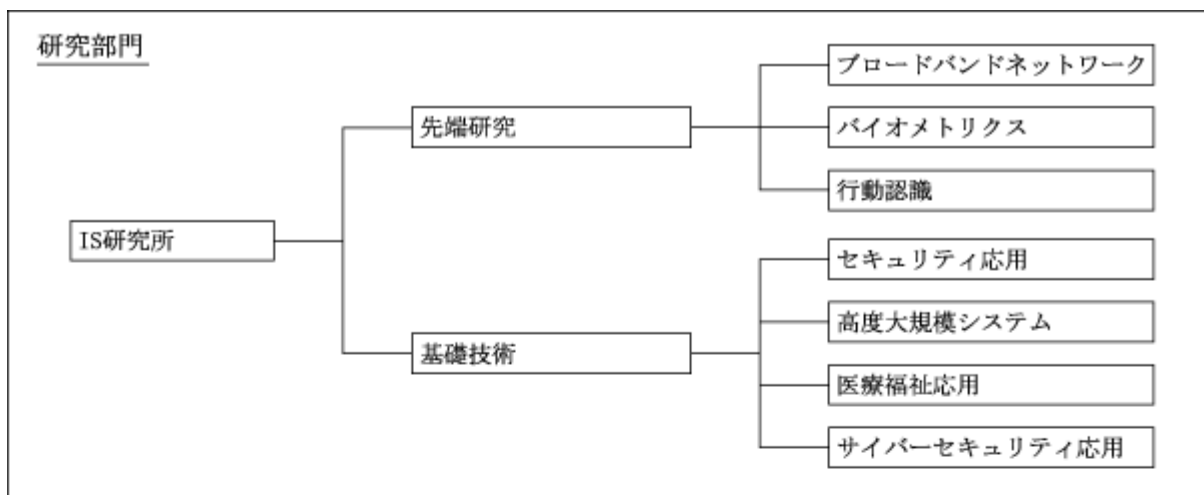 研究部門
ブロードバンドネットワーク
先端研究
バイオメトリクス
行動認識
IS研究所
セキュリティ応用
高度大規模システム
基礎技術
医療福祉応用
サイバーセキュリティ応用